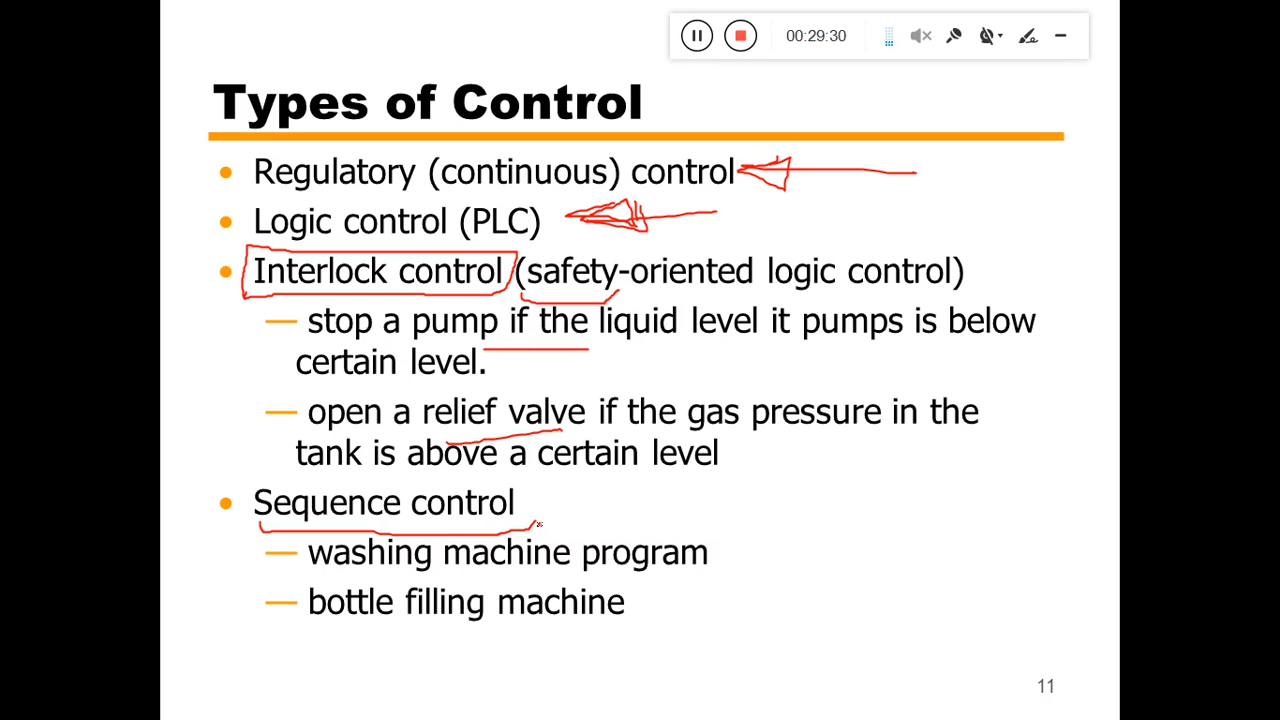 00:29:30
Types of Control
• Regulatory (continuous) control
• Logic control (PLC)
• Interlock control (safety-oriented logic control)
— stop a pump if the liquid level it pumps is below
certain level.
— open a relief valve if the gas pressure in the
tank is above a certain level
• Sequence control
— washing machine program
— bottle filling machine
11